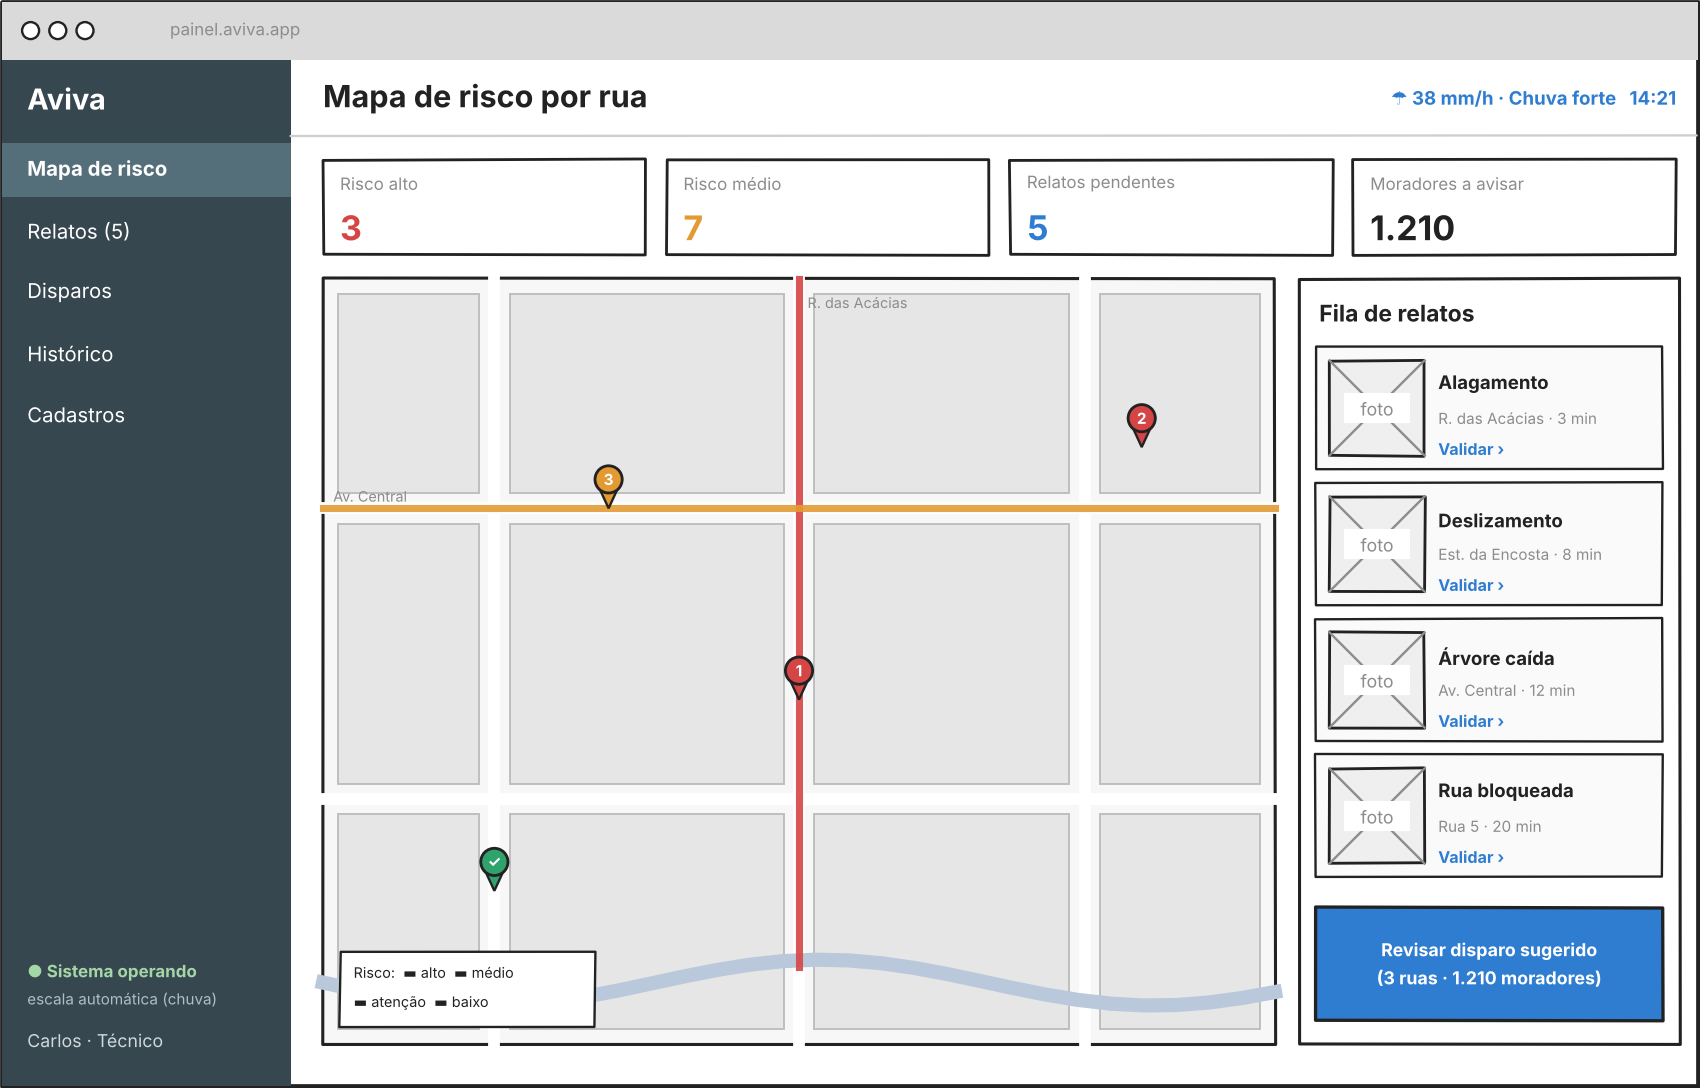 painel.aviva.app
Aviva
Mapa de risco
Relatos (5)
Disparos
Histórico
Cadastros
Sistema operando
escala automática (chuva)
Carlos · Técnico
Mapa de risco por rua
☂ 38 mm/h · Chuva forte 14:21
Risco alto
3
Risco médio
7
Relatos pendentes
5
Moradores a avisar
1.210
R. das Acácias
2
3
Av. Central
1
Risco: alto médio
atenção baixo
Fila de relatos
foto
Alagamento
R. das Acácias · 3 min
Validar ›
foto
Deslizamento
Est. da Encosta · 8 min
Validar ›
foto
Árvore caída
Av. Central · 12 min
Validar ›
foto
Rua bloqueada
Rua 5 · 20 min
Validar ›
Revisar disparo sugerido
(3 ruas · 1.210 moradores)